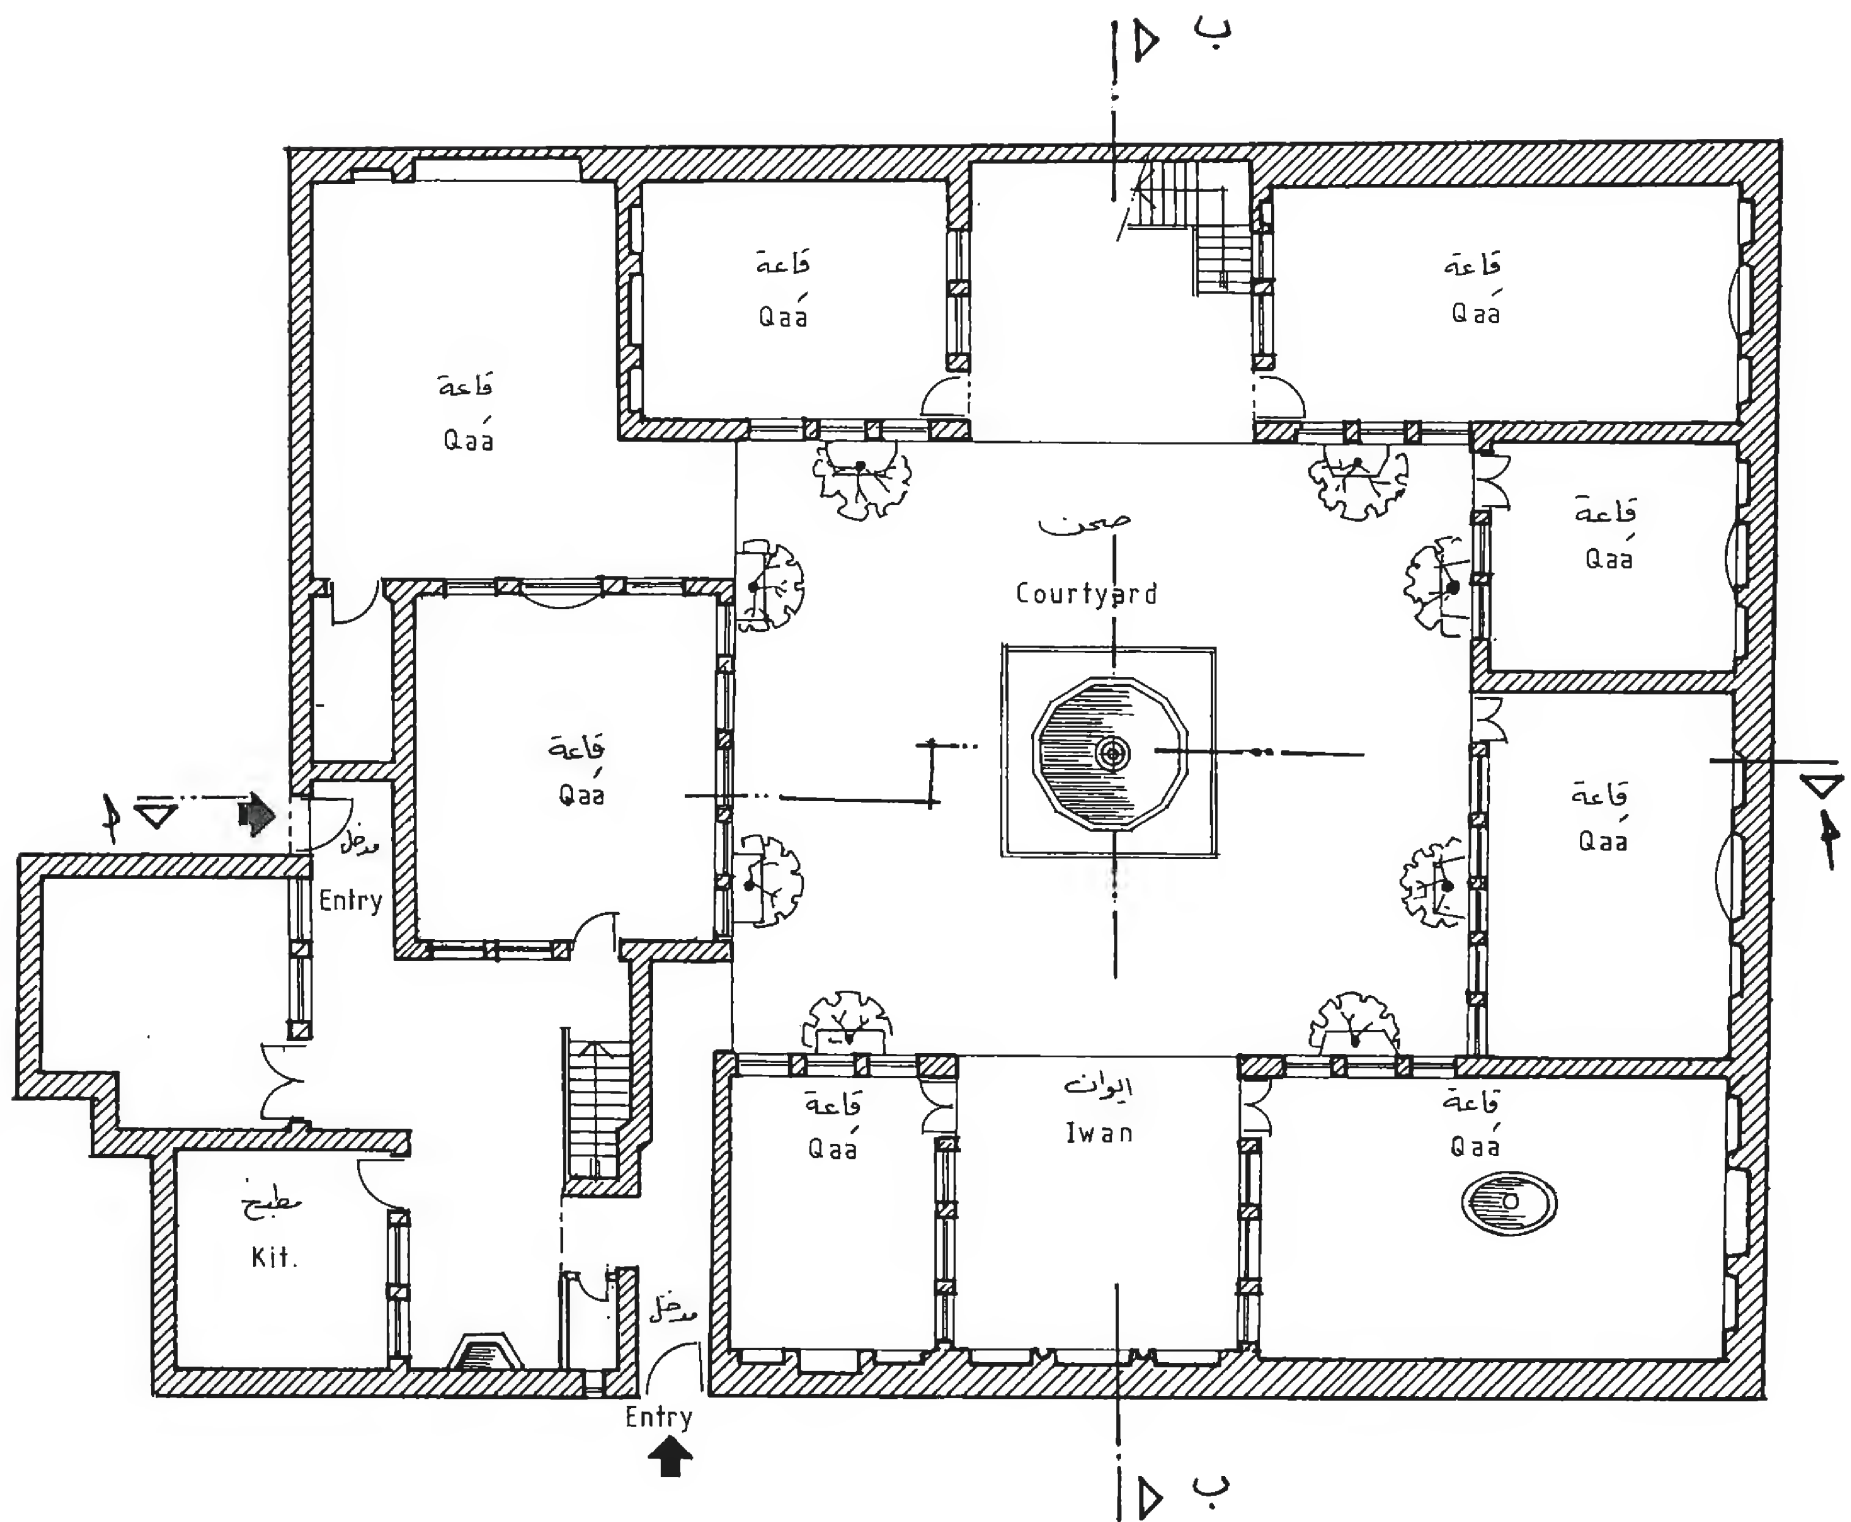 ب
قاعة
Qaá
قاعة
Qaá
قاعة
Qaá
قاعة
Qaá
صحن
Courtyard
قاعة
Qaá
قاعة
Qaá
أ
أ
مدخل
Entry
ايوان
Iwan
قاعة
Qaá
قاعة
Qaá
مطبخ
Kit.
مدخل
Entry
ب